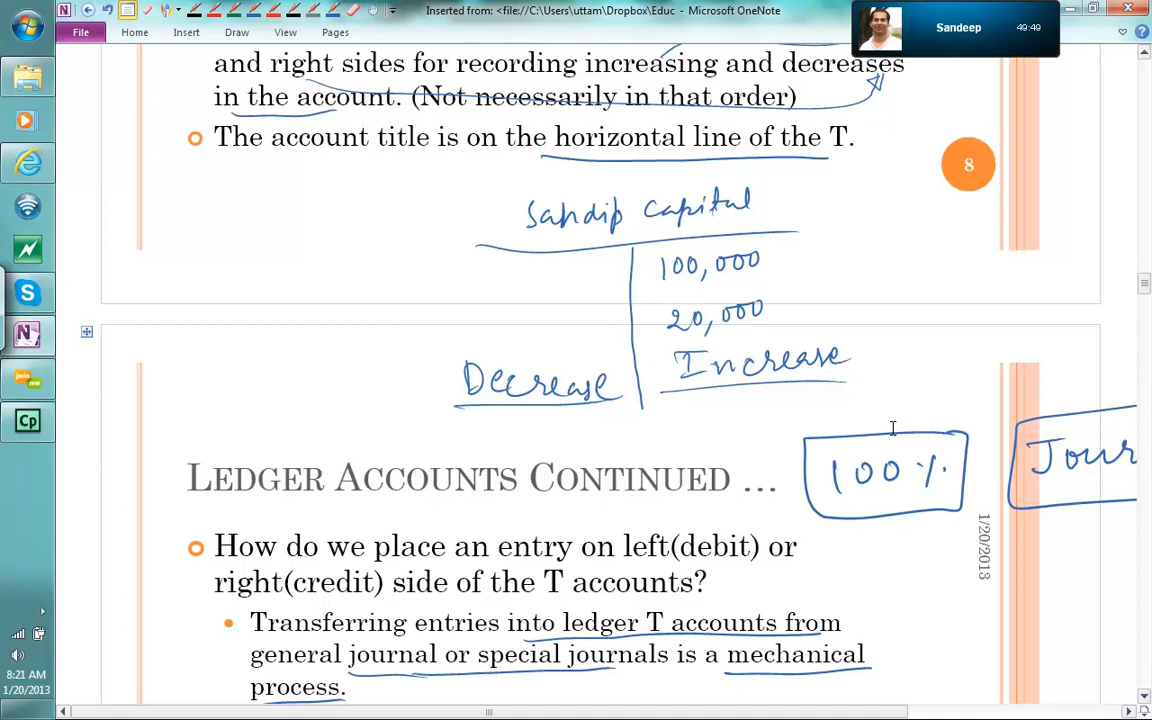 Inserted from: <file://C:\Users\uttam\Dropbox\Educ - Microsoft OneNote
File Home Insert Draw View Pages
Sandeep 49:49
and right sides for recording increasing and decreases
in the account. (Not necessarily in that order)
The account title is on the horizontal line of the T.
8
Sandip Capital
100,000
20,000
Increase
Decrease
100 %
Jour
LEDGER ACCOUNTS CONTINUED …
1/20/2013
How do we place an entry on left(debit) or
right(credit) side of the T accounts?
Transferring entries into ledger T accounts from
general journal or special journals is a mechanical
process.
join.me
Cp
8:21 AM
1/20/2013